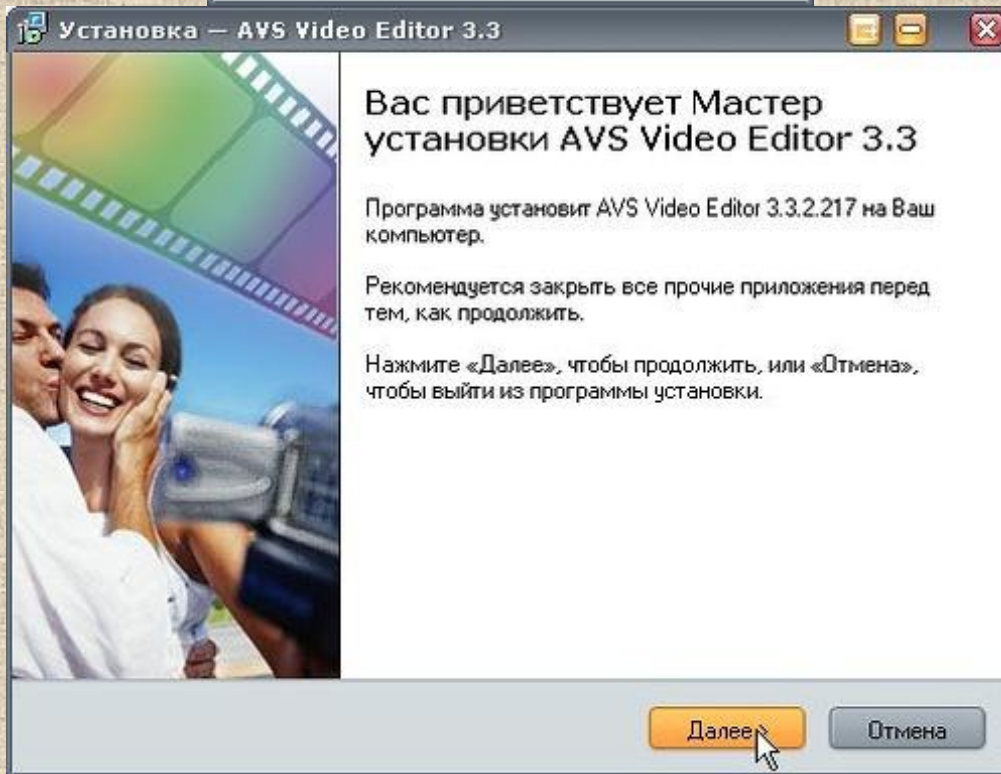 Установка — AVS Video Editor 3.3
Вас приветствует Мастер
установки AVS Video Editor 3.3
Программа установит AVS Video Editor 3.3.2.217 на Ваш
компьютер.
Рекомендуется закрыть все прочие приложения перед
тем, как продолжить.
Нажмите «Далее», чтобы продолжить, или «Отмена»,
чтобы выйти из программы установки.
Далее >
Отмена